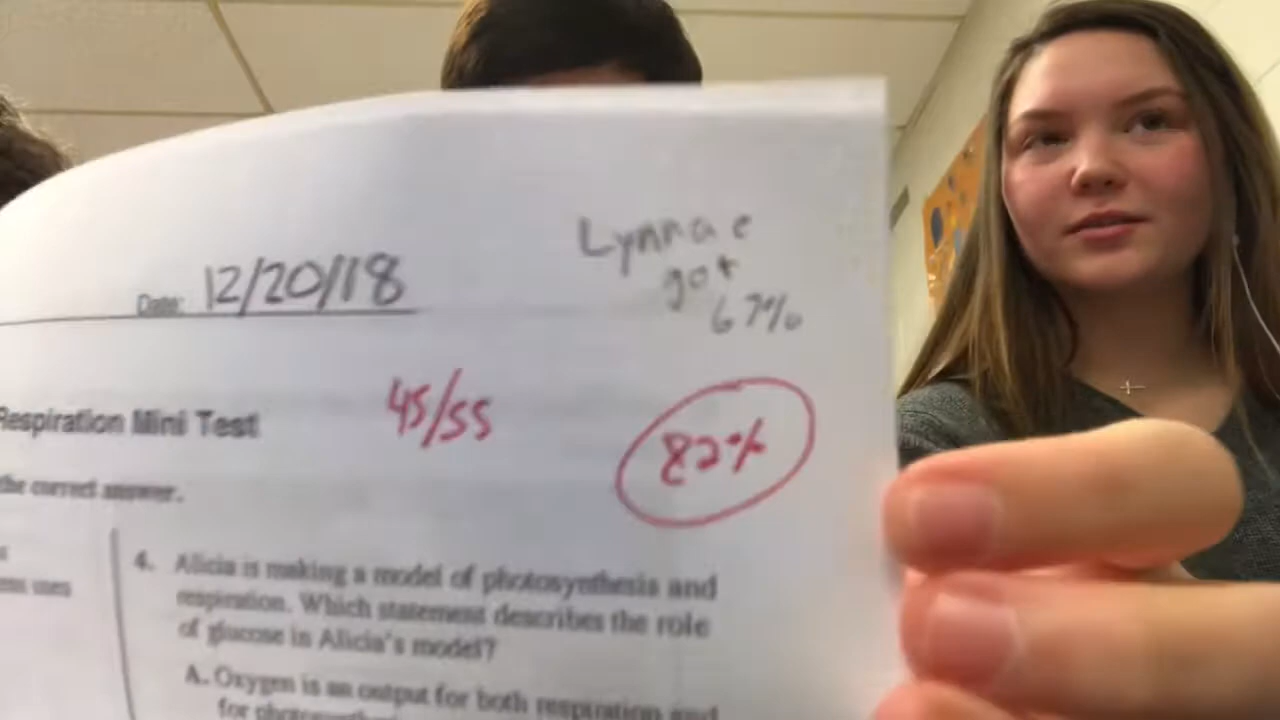 Lynnae
got
67%
Date: 12/20/18
Respiration Mini Test
45/55
82%
the correct answer.
4. Alicia is making a model of photosynthesis and
respiration. Which statement describes the role
of glucose in Alicia's model?
A. Oxygen is an output for both respiration and
for